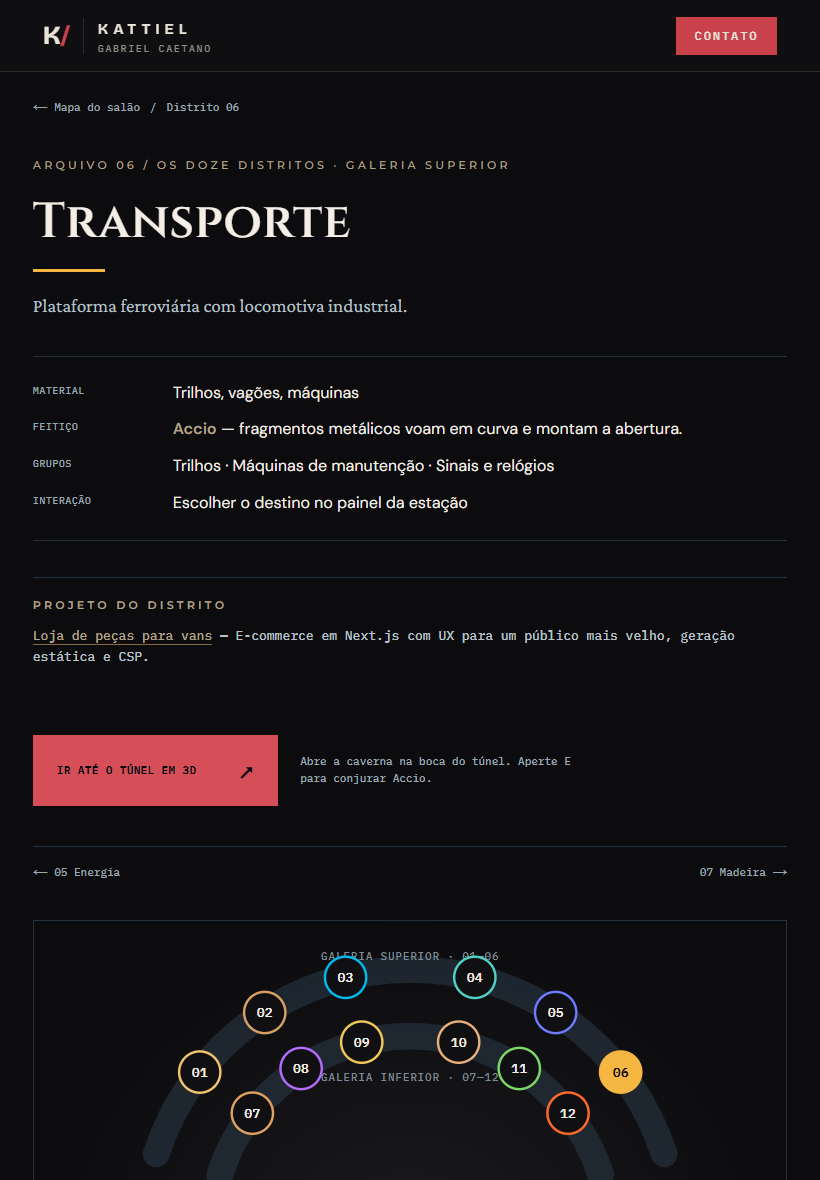 K/
KATTIEL
GABRIEL CAETANO
CONTATO
← Mapa do salão / Distrito 06
ARQUIVO 06 / OS DOZE DISTRITOS · GALERIA SUPERIOR
TRANSPORTE
Plataforma ferroviária com locomotiva industrial.
MATERIAL Trilhos, vagões, máquinas
FEITIÇO Accio — fragmentos metálicos voam em curva e montam a abertura.
GRUPOS Trilhos · Máquinas de manutenção · Sinais e relógios
INTERAÇÃO Escolher o destino no painel da estação
PROJETO DO DISTRITO
Loja de peças para vans — E-commerce em Next.js com UX para um público mais velho, geração
estática e CSP.
IR ATÉ O TÚNEL EM 3D ↗
Abre a caverna na boca do túnel. Aperte E
para conjurar Accio.
← 05 Energia
07 Madeira →
GALERIA SUPERIOR · 01—06
03
04
02
05
09
10
01
08
11
06
GALERIA INFERIOR · 07—12
07
12